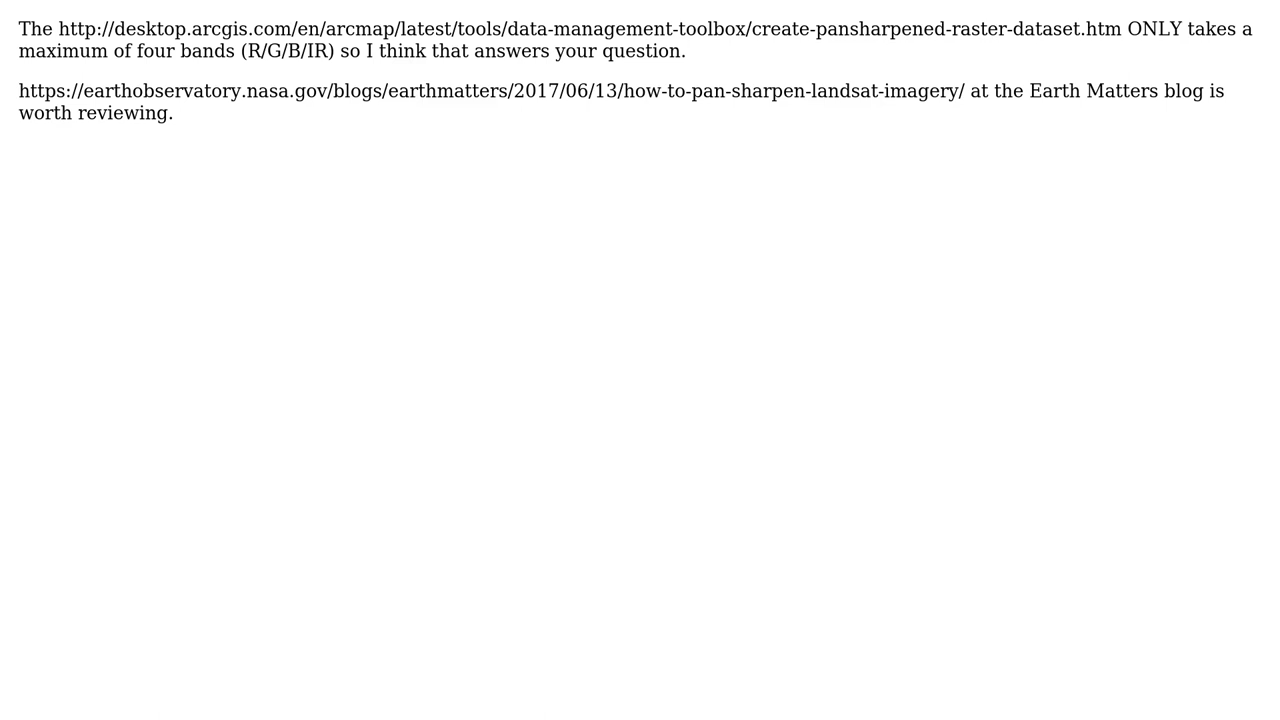 The http://desktop.arcgis.com/en/arcmap/latest/tools/data-management-toolbox/create-pansharpened-raster-dataset.htm ONLY takes a
maximum of four bands (R/G/B/IR) so I think that answers your question.
https://earthobservatory.nasa.gov/blogs/earthmatters/2017/06/13/how-to-pan-sharpen-landsat-imagery/ at the Earth Matters blog is
worth reviewing.